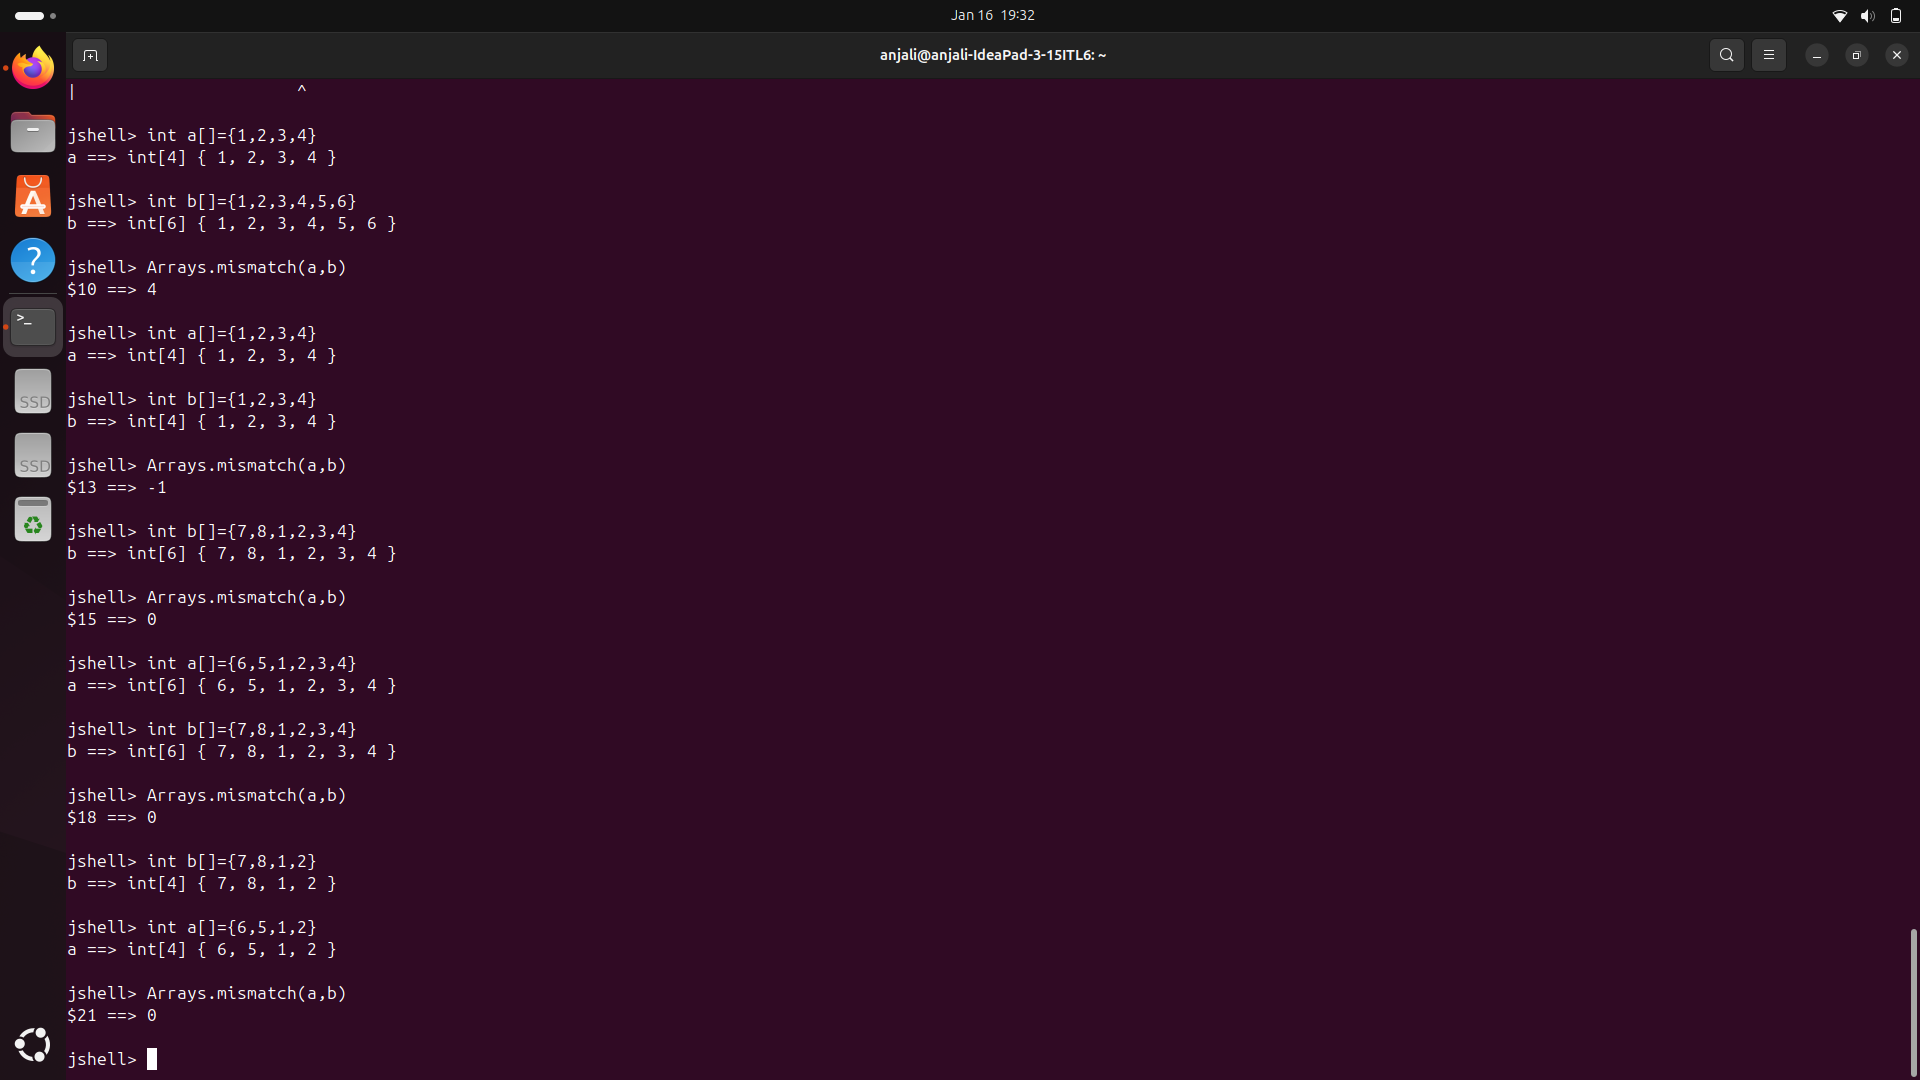 Jan 16 19:32
anjali@anjali-IdeaPad-3-15ITL6: ~
| ^
jshell> int a[]={1,2,3,4}
a ==> int[4] { 1, 2, 3, 4 }
jshell> int b[]={1,2,3,4,5,6}
b ==> int[6] { 1, 2, 3, 4, 5, 6 }
jshell> Arrays.mismatch(a,b)
$10 ==> 4
jshell> int a[]={1,2,3,4}
a ==> int[4] { 1, 2, 3, 4 }
jshell> int b[]={1,2,3,4}
b ==> int[4] { 1, 2, 3, 4 }
jshell> Arrays.mismatch(a,b)
$13 ==> -1
jshell> int b[]={7,8,1,2,3,4}
b ==> int[6] { 7, 8, 1, 2, 3, 4 }
jshell> Arrays.mismatch(a,b)
$15 ==> 0
jshell> int a[]={6,5,1,2,3,4}
a ==> int[6] { 6, 5, 1, 2, 3, 4 }
jshell> int b[]={7,8,1,2,3,4}
b ==> int[6] { 7, 8, 1, 2, 3, 4 }
jshell> Arrays.mismatch(a,b)
$18 ==> 0
jshell> int b[]={7,8,1,2}
b ==> int[4] { 7, 8, 1, 2 }
jshell> int a[]={6,5,1,2}
a ==> int[4] { 6, 5, 1, 2 }
jshell> Arrays.mismatch(a,b)
$21 ==> 0
jshell>
A
?
>_
SSD
SSD